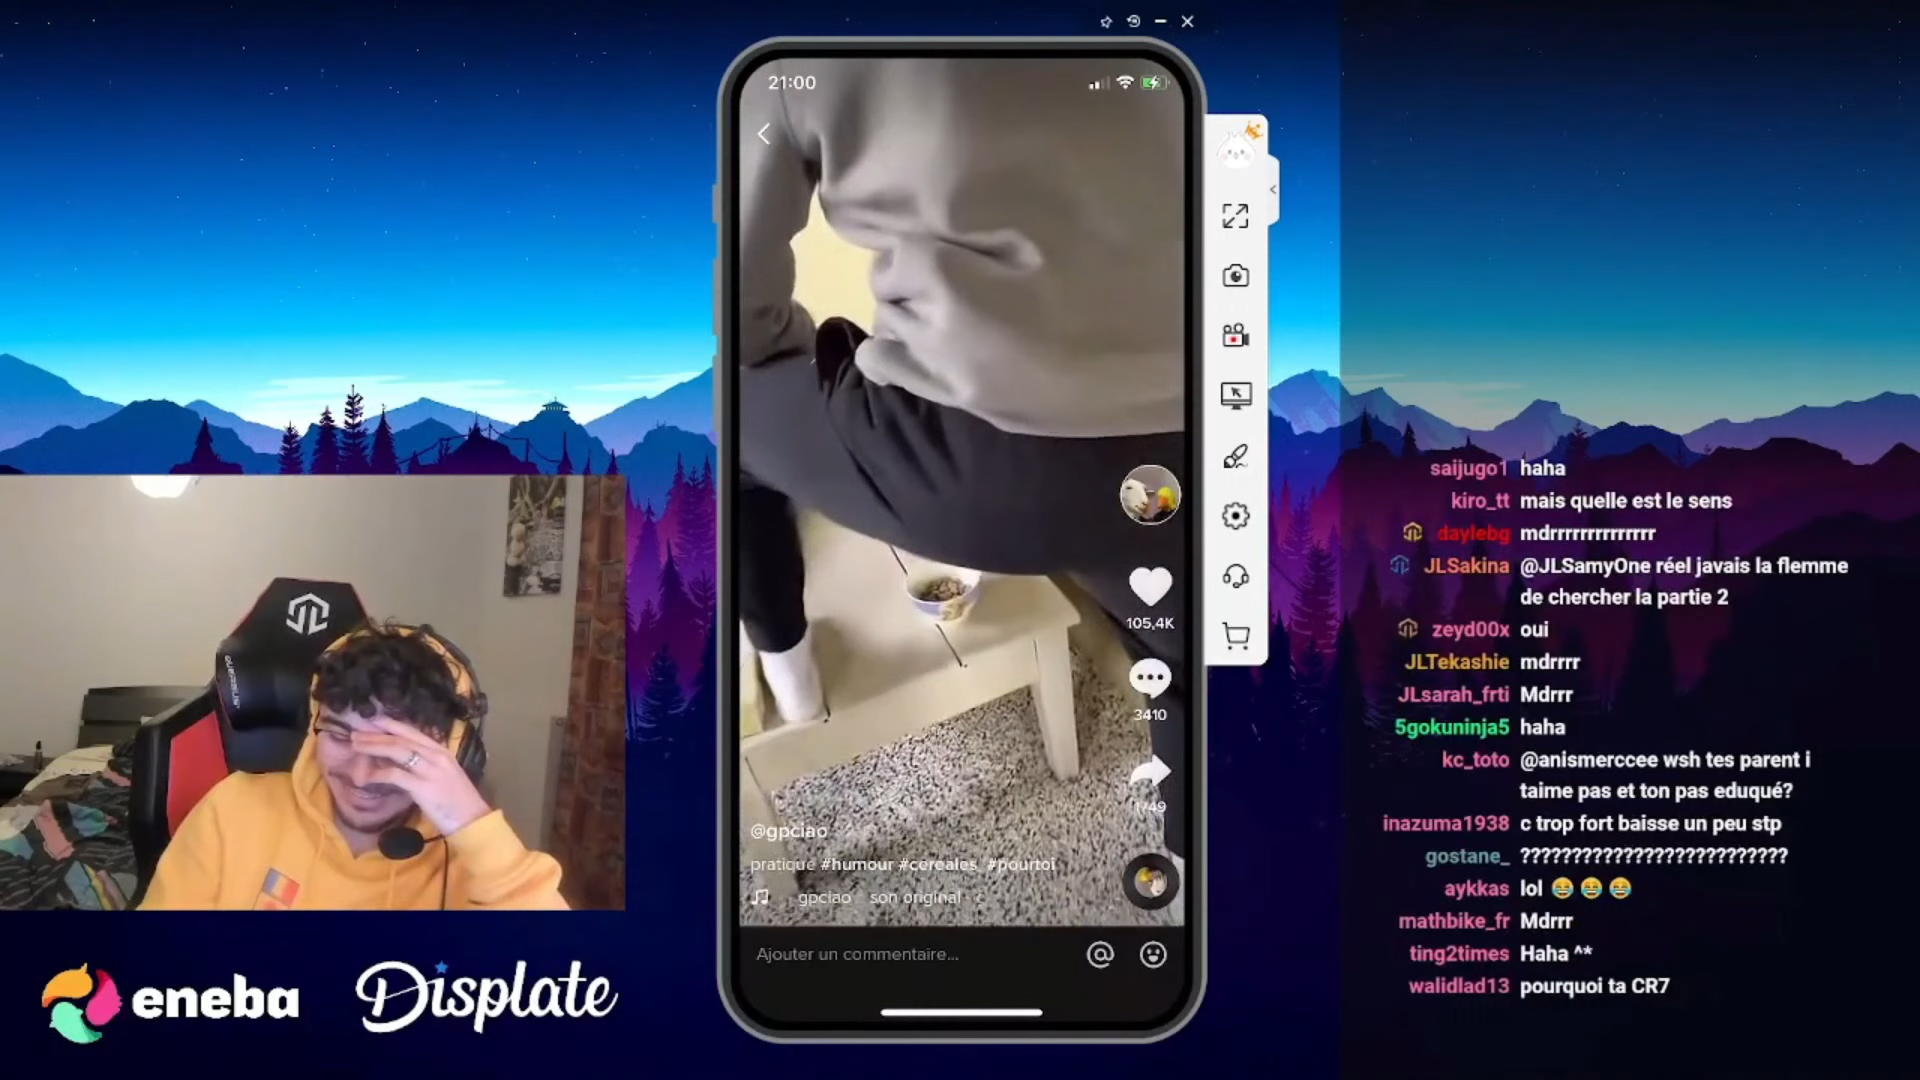 21:00
105,4K
3410
1749
@gpciao
pratique #humour #céréales #pourtoi
gpciao son original - c
Ajouter un commentaire...
eneba
Displate
saijugo1 haha
kiro_tt mais quelle est le sens
daylebg mdrrrrrrrrrrrrrr
JLSakina @JLSamyOne réel javais la flemme
de chercher la partie 2
zeyd00x oui
JLTekashie mdrrrr
JLsarah_frti Mdrrr
5gokuninja5 haha
kc_toto @anismerccee wsh tes parent i
taime pas et ton pas eduqué?
inazuma1938 c trop fort baisse un peu stp
gostane_ ??????????????????????????
aykkas lol 😂 😂 😂
mathbike_fr Mdrrr
ting2times Haha ^*
walidlad13 pourquoi ta CR7